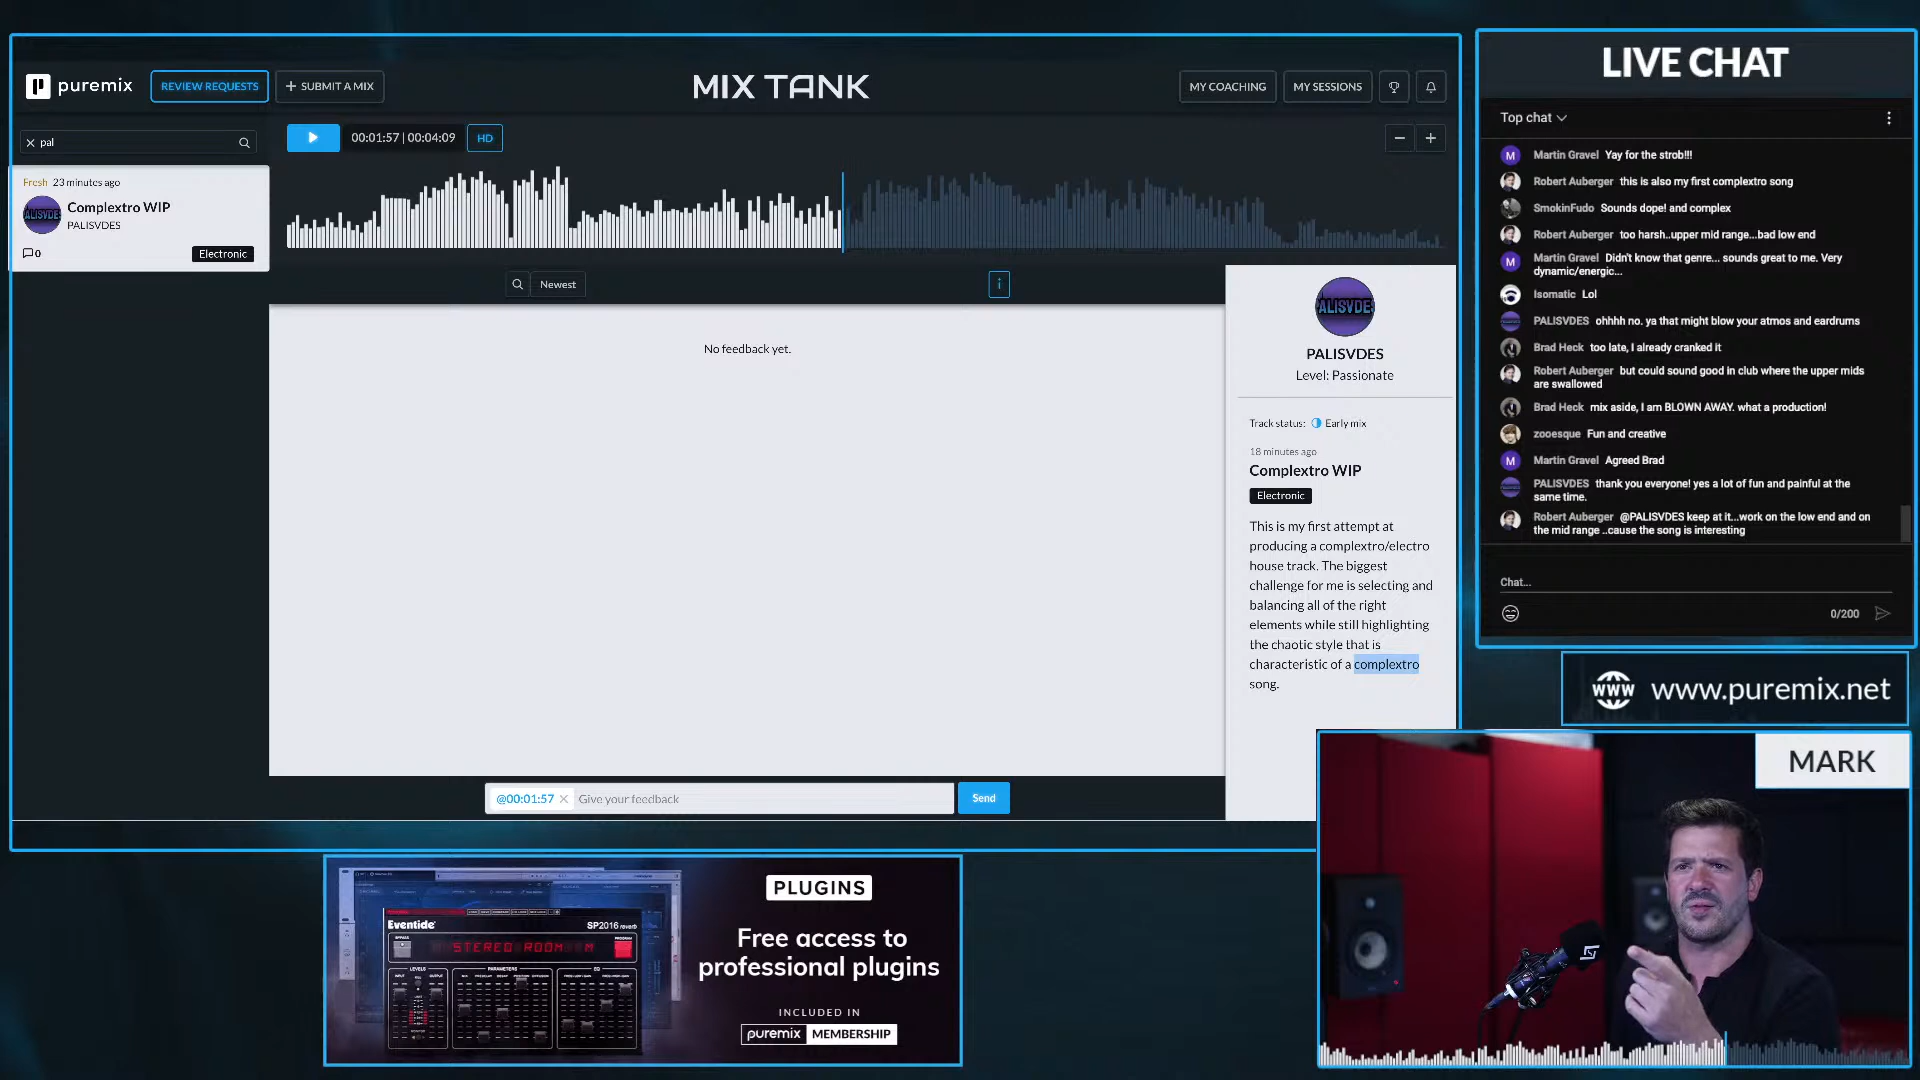 puremix
REVIEW REQUESTS
+ SUBMIT A MIX
MIX TANK
MY COACHING
MY SESSIONS
pal
00:01:57 | 00:04:09
HD
Fresh 23 minutes ago
Complextro WIP
PALISVDES
0
Electronic
Newest
i
No feedback yet.
PALISVDES
Level: Passionate
Track status: Early mix
18 minutes ago
Complextro WIP
Electronic
This is my first attempt at
producing a complextro/electro
house track. The biggest
challenge for me is selecting and
balancing all of the right
elements while still highlighting
the chaotic style that is
characteristic of a complextro
song.
@00:01:57 Give your feedback
Send
LIVE CHAT
Top chat
Martin Gravel Yay for the strob!!!
Robert Auberger this is also my first complextro song
SmokinFudo Sounds dope! and complex
Robert Auberger too harsh..upper mid range...bad low end
Martin Gravel Didn't know that genre... sounds great to me. Very
dynamic/energic...
Isomatic Lol
PALISVDES ohhhh no. ya that might blow your atmos and eardrums
Brad Heck too late, I already cranked it
Robert Auberger but could sound good in club where the upper mids
are swallowed
Brad Heck mix aside, I am BLOWN AWAY. what a production!
zooesque Fun and creative
Martin Gravel Agreed Brad
PALISVDES thank you everyone! yes a lot of fun and painful at the
same time.
Robert Auberger @PALISVDES keep at it...work on the low end and on
the mid range ..cause the song is interesting
Chat...
0/200
www.puremix.net
MARK
Eventide
SP2016 reverb
STEREO ROOM M
PLUGINS
Free access to
professional plugins
INCLUDED IN
puremix MEMBERSHIP